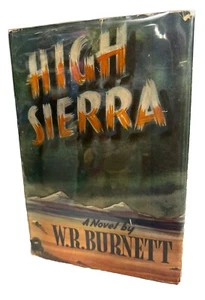 HIGH
SIERRA
A Novel by
W.R. BURNETT